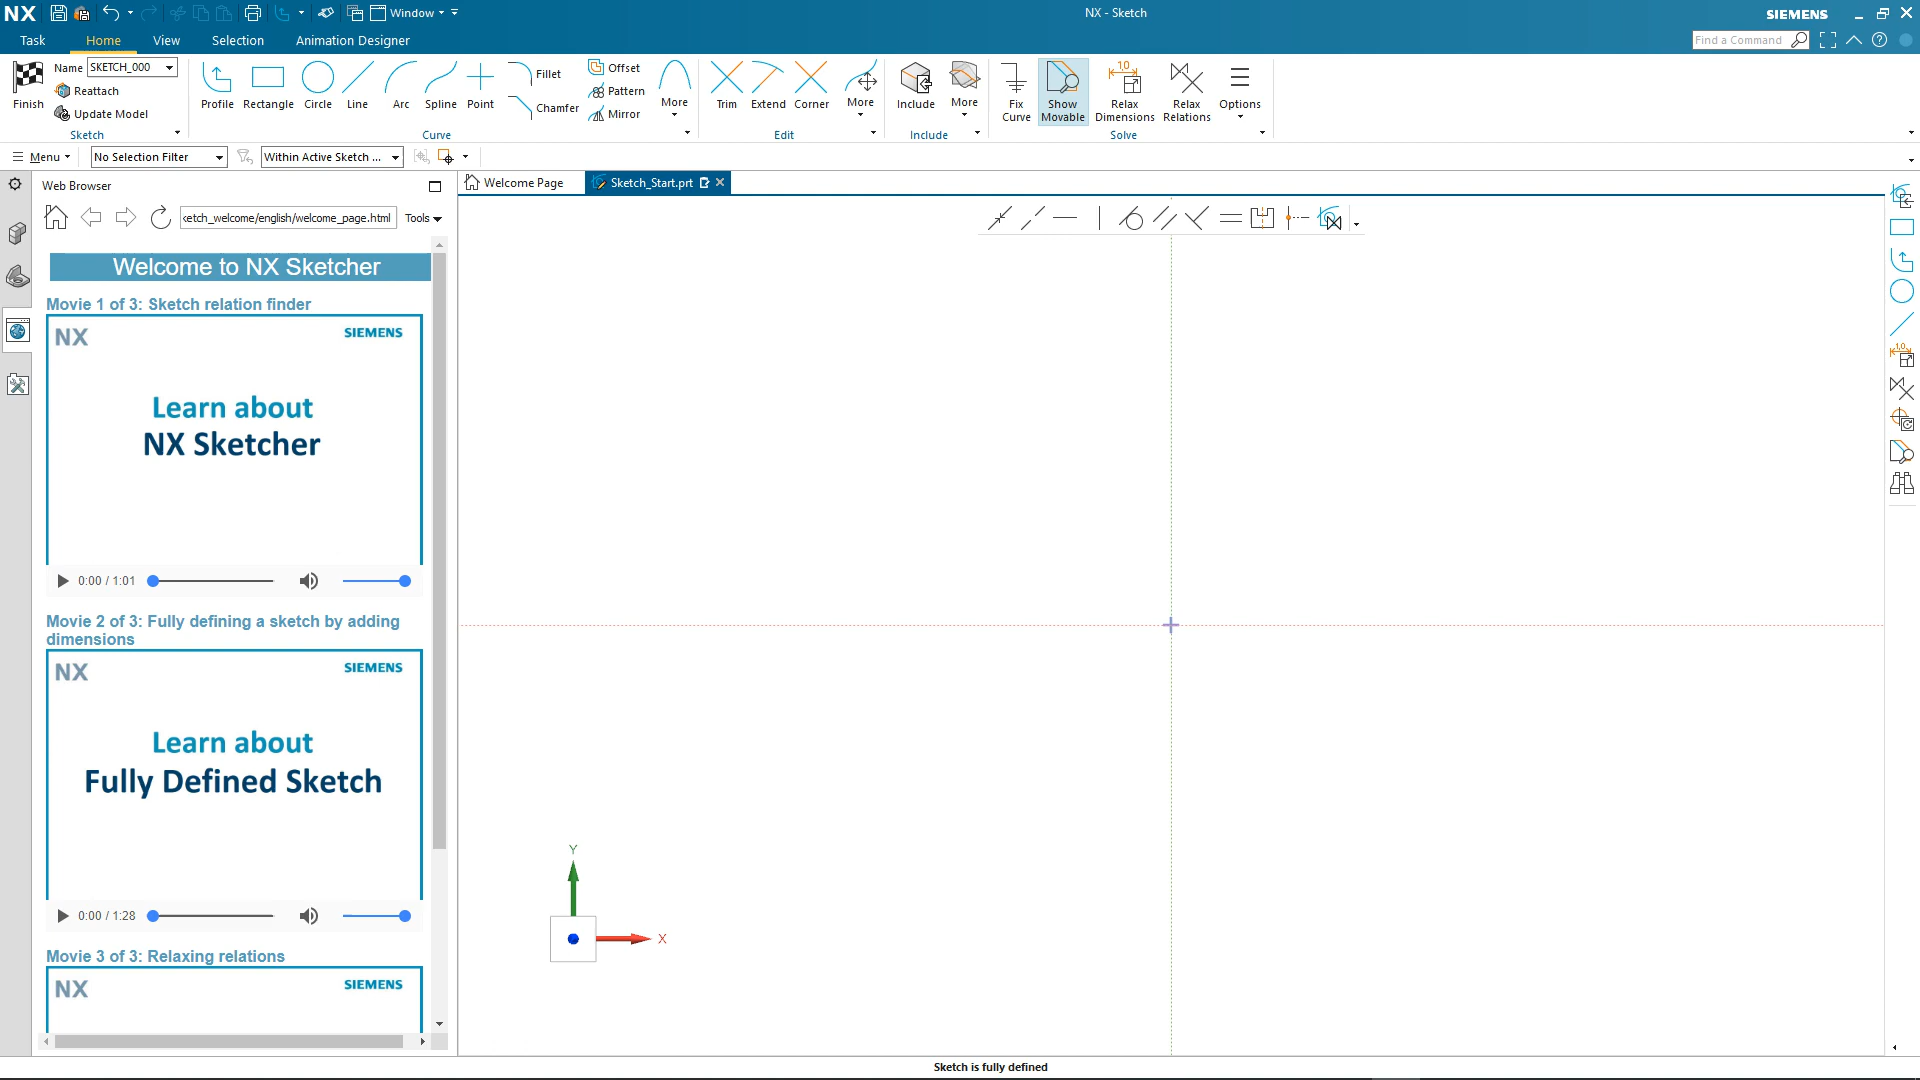 NX
Window
NX - Sketch
SIEMENS
Task
Home
View
Selection
Animation Designer
Find a Command
Finish
Name
SKETCH_000
Reattach
Update Model
Sketch
Profile
Rectangle
Circle
Line
Arc
Spline
Point
Fillet
Chamfer
Offset
Pattern
Mirror
More
Curve
Trim
Extend
Corner
More
Edit
Include
More
Include
Fix
Curve
Show
Movable
1,0
Relax
Dimensions
Relax
Relations
Options
Solve
Menu
No Selection Filter
Within Active Sketch ...
Web Browser
Welcome Page
Sketch_Start.prt
etch_welcome/english/welcome_page.html
Tools
Welcome to NX Sketcher
Movie 1 of 3: Sketch relation finder
NX
SIEMENS
Learn about
NX Sketcher
0:00 / 1:01
Movie 2 of 3: Fully defining a sketch by adding
dimensions
NX
SIEMENS
Learn about
Fully Defined Sketch
0:00 / 1:28
Movie 3 of 3: Relaxing relations
NX
SIEMENS
Y
X
1,0
Sketch is fully defined